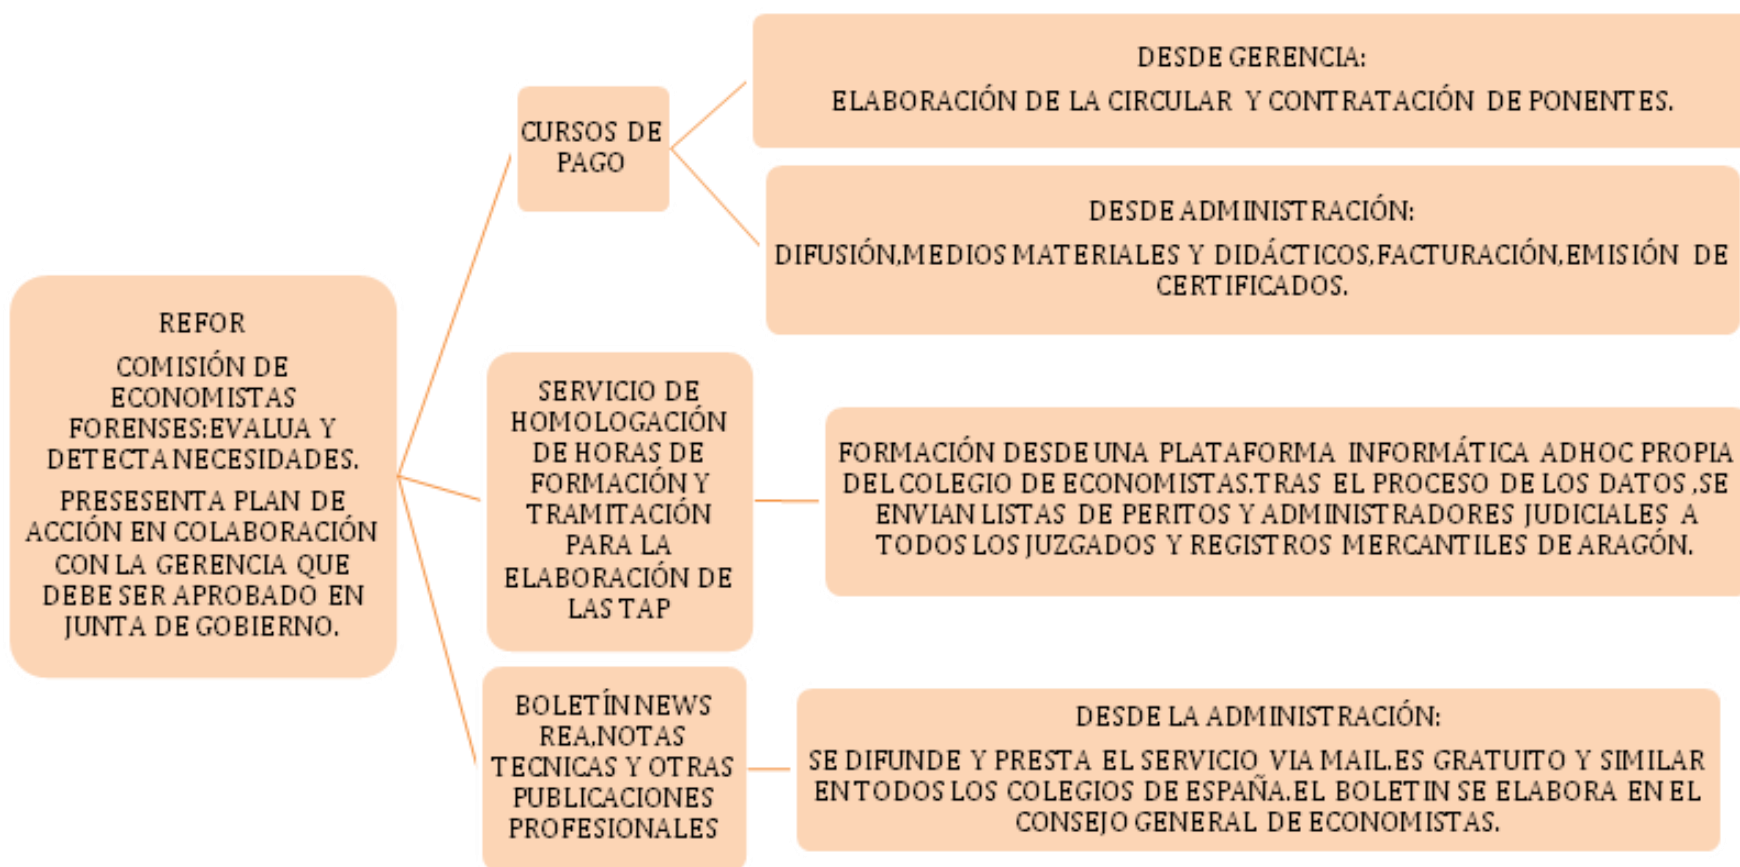 REFOR
COMISIÓN DE
ECONOMISTAS
FORENSES:EVALUA Y
DETECTA NECESIDADES.
PRESESENTA PLAN DE
ACCIÓN EN COLABORACIÓN
CON LA GERENCIA QUE
DEBE SER APROBADO EN
JUNTA DE GOBIERNO.
CURSOS DE
PAGO
DESDE GERENCIA:
ELABORACIÓN DE LA CIRCULAR Y CONTRATACIÓN DE PONENTES.
DESDE ADMINISTRACIÓN:
DIFUSIÓN,MEDIOS MATERIALES Y DIDÁCTICOS,FACTURACIÓN,EMISIÓN DE
CERTIFICADOS.
SERVICIO DE
HOMOLOGACIÓN
DE HORAS DE
FORMACIÓN Y
TRAMITACIÓN
PARA LA
ELABORACIÓN DE
LAS TAP
FORMACIÓN DESDE UNA PLATAFORMA INFORMÁTICA ADHOC PROPIA
DEL COLEGIO DE ECONOMISTAS.TRAS EL PROCESO DE LOS DATOS ,SE
ENVIAN LISTAS DE PERITOS Y ADMINISTRADORES JUDICIALES A
TODOS LOS JUZGADOS Y REGISTROS MERCANTILES DE ARAGÓN.
BOLETÍN NEWS
REA,NOTAS
TECNICAS Y OTRAS
PUBLICACIONES
PROFESIONALES
DESDE LA ADMINISTRACIÓN:
SE DIFUNDE Y PRESTA EL SERVICIO VIA MAIL.ES GRATUITO Y SIMILAR
EN TODOS LOS COLEGIOS DE ESPAÑA.EL BOLETIN SE ELABORA EN EL
CONSEJO GENERAL DE ECONOMISTAS.